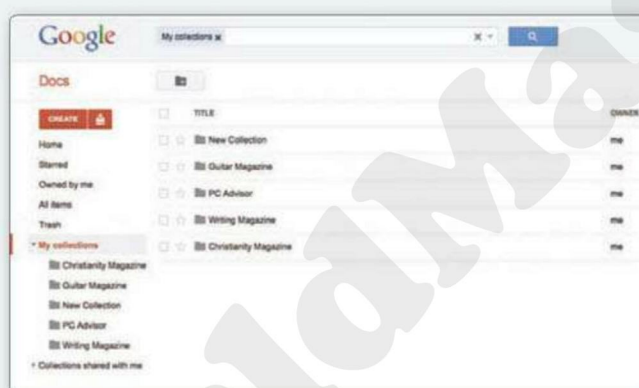 Google
My collections x
x
Docs
CREATE
TITLE
OWNER
Home
New Collection me
Starred
Guitar Magazine me
Owned by me
PC Advisor me
All items
Writing Magazine me
Trash
My collections
Christianity Magazine me
Christianity Magazine
Guitar Magazine
New Collection
PC Advisor
Writing Magazine
Collections shared with me